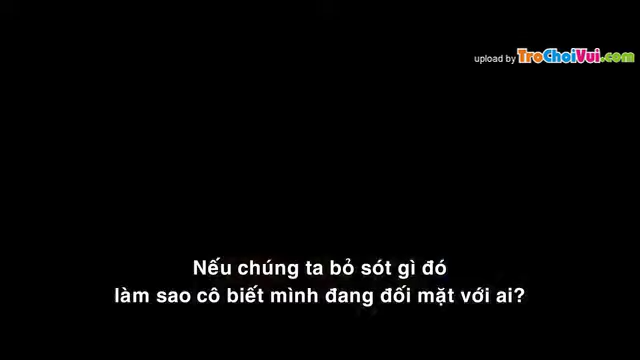 upload by TroChoiVui.com
Nếu chúng ta bỏ sót gì đó
làm sao cô biết mình đang đối mặt với ai?